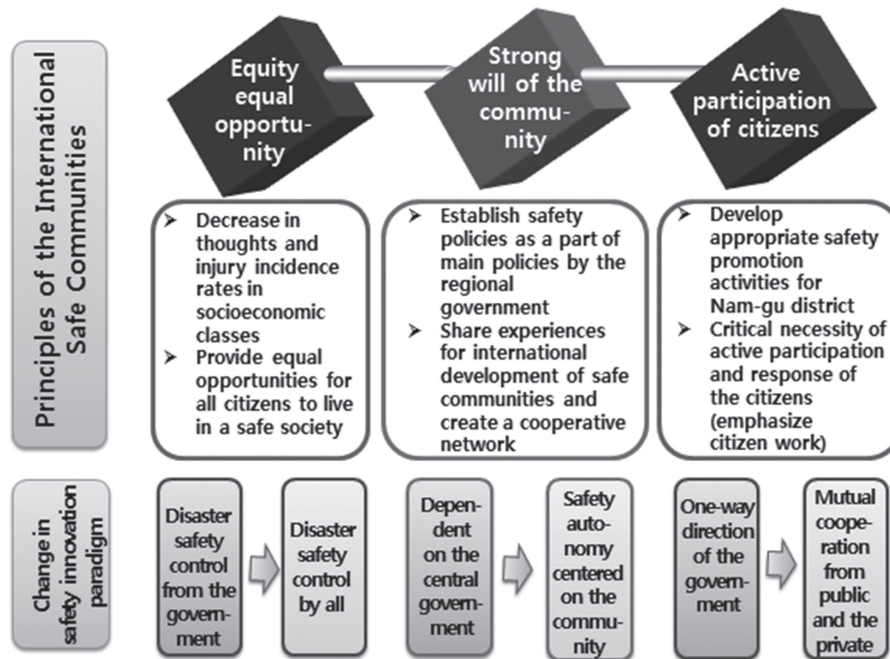 Principles of the International
Safe Communities
Equity
equal
opportu-
nity
Strong
will of the
commu-
nity
Active
participation
of citizens
➢ Decrease in
thoughts and
injury incidence
rates in
socioeconomic
classes
➢ Provide equal
opportunities for
all citizens to live
in a safe society
➢ Establish safety
policies as a part of
main policies by the
regional
government
➢ Share experiences
for international
development of safe
communities and
create a cooperative
network
➢ Develop
appropriate safety
promotion
activities for
Nam-gu district
➢ Critical necessity of
active participation
and response of
the citizens
(emphasize
citizen work)
Change in
safety innovation
paradigm
Disaster
safety
control
from the
govern-
ment
Disaster
safety
control
by all
Depen-
dent
on the
central
govern-
ment
Safety
auto-
nomy
centered
on the
commu-
nity
One-way
direction
of the
govern-
ment
Mutual
coope-
ration
from
public
and the
private